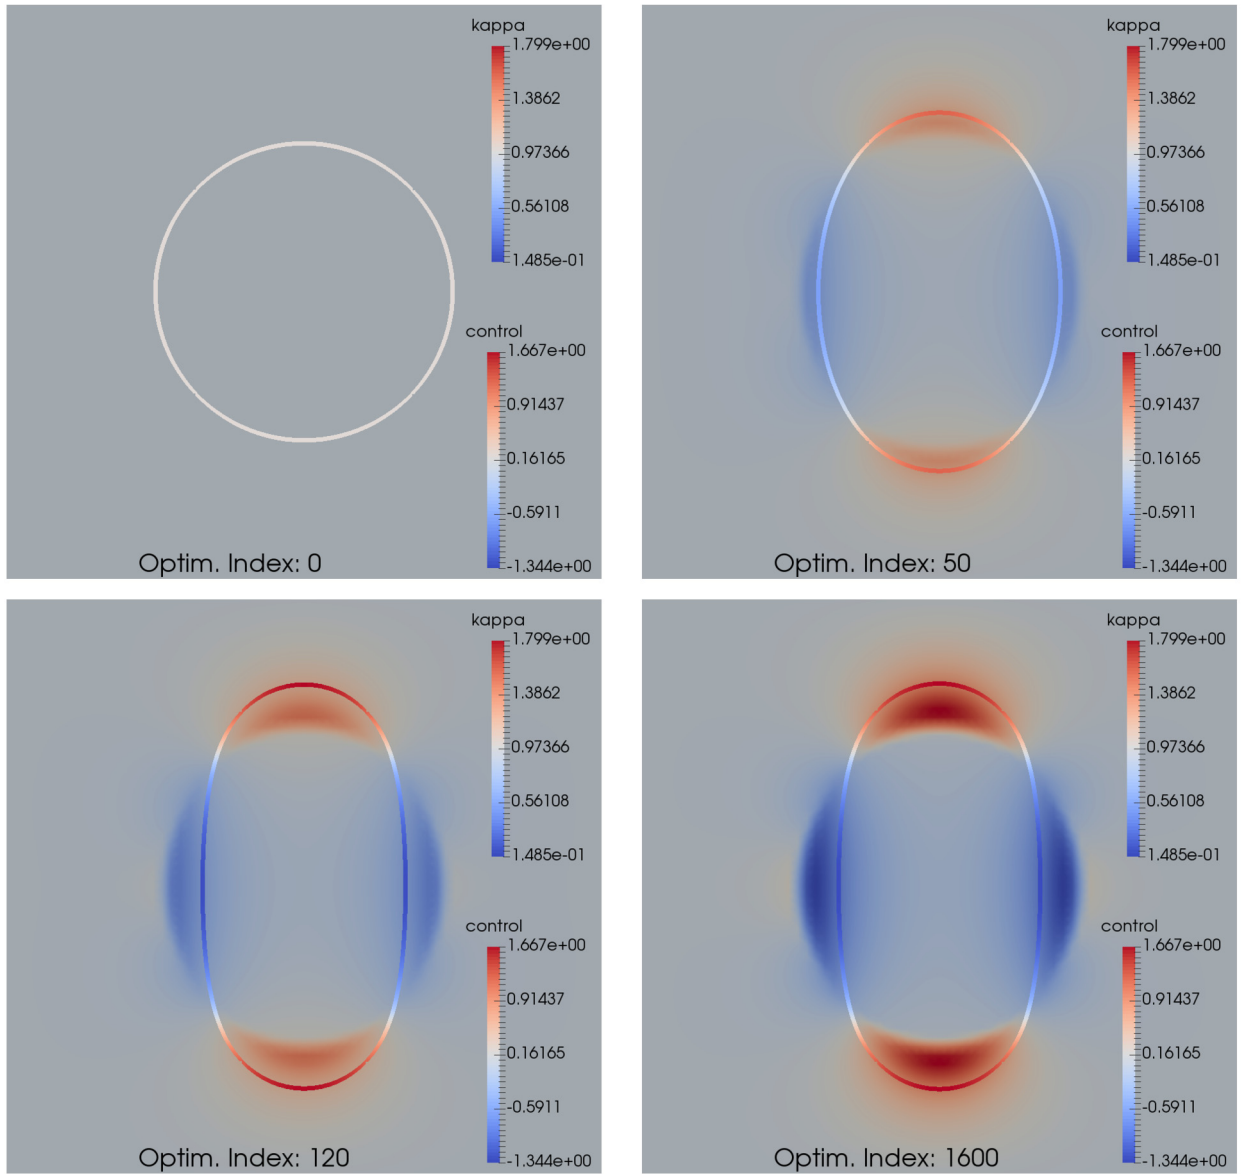 kappa
1.799e+00
1.3862
0.97366
0.56108
1.485e-01
control
1.667e+00
0.91437
0.16165
-0.5911
-1.344e+00
Optim. Index: 0
kappa
1.799e+00
1.3862
0.97366
0.56108
1.485e-01
control
1.667e+00
0.91437
0.16165
-0.5911
-1.344e+00
Optim. Index: 50
kappa
1.799e+00
1.3862
0.97366
0.56108
1.485e-01
control
1.667e+00
0.91437
0.16165
-0.5911
-1.344e+00
Optim. Index: 120
kappa
1.799e+00
1.3862
0.97366
0.56108
1.485e-01
control
1.667e+00
0.91437
0.16165
-0.5911
-1.344e+00
Optim. Index: 1600